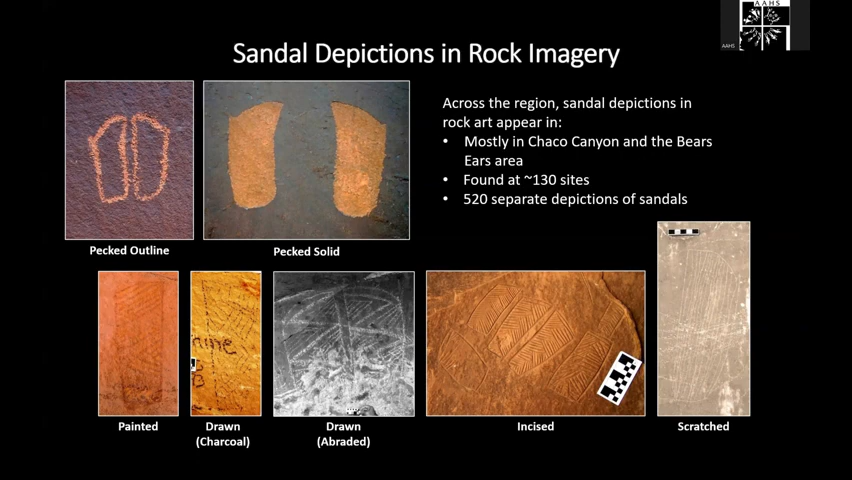 AAHS
AAHS
Sandal Depictions in Rock Imagery
Across the region, sandal depictions in
rock art appear in:
• Mostly in Chaco Canyon and the Bears
Ears area
• Found at ~130 sites
• 520 separate depictions of sandals
Pecked Outline
Pecked Solid
Painted
Drawn
(Charcoal)
Drawn
(Abraded)
Incised
Scratched